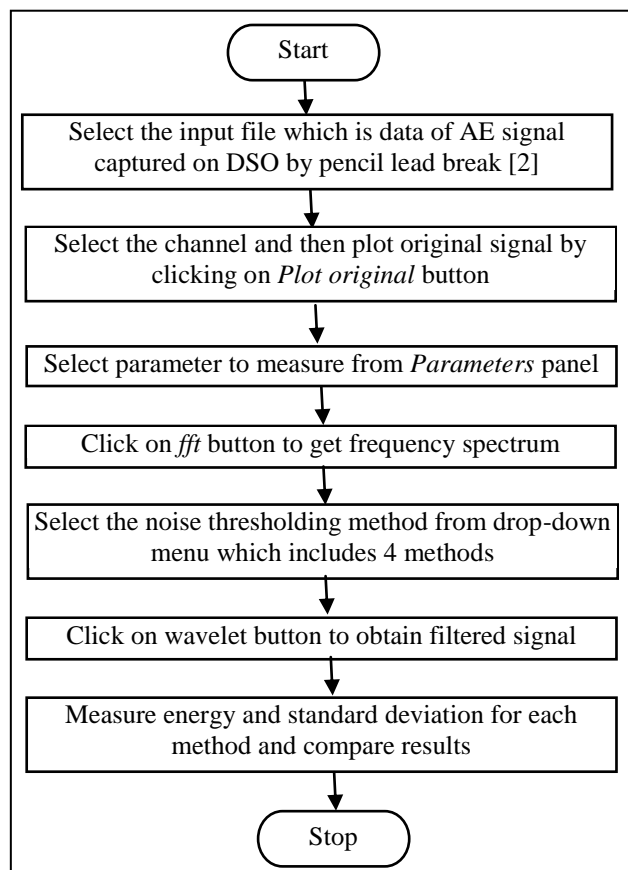 Start
Select the input file which is data of AE signal
captured on DSO by pencil lead break [2]
Select the channel and then plot original signal by
clicking on Plot original button
Select parameter to measure from Parameters panel
Click on fft button to get frequency spectrum
Select the noise thresholding method from drop-down
menu which includes 4 methods
Click on wavelet button to obtain filtered signal
Measure energy and standard deviation for each
method and compare results
Stop